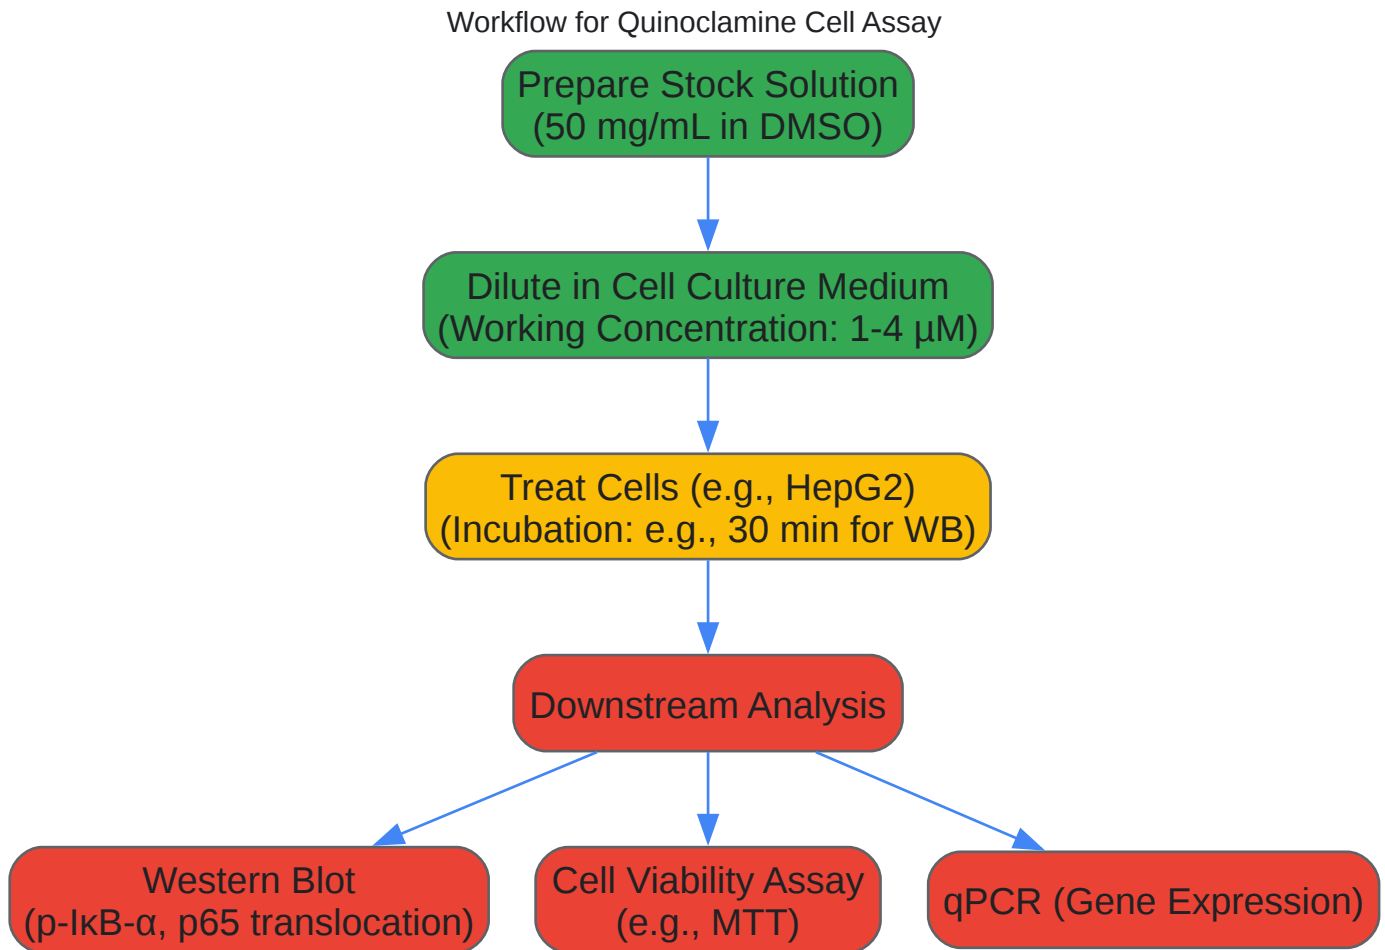 Workflow for Quinoclamine Cell Assay
Prepare Stock Solution
(50 mg/mL in DMSO)
Dilute in Cell Culture Medium
(Working Concentration: 1-4 µM)
Treat Cells (e.g., HepG2)
(Incubation: e.g., 30 min for WB)
Downstream Analysis
Western Blot
(p-IκB-α, p65 translocation)
Cell Viability Assay
(e.g., MTT)
qPCR (Gene Expression)